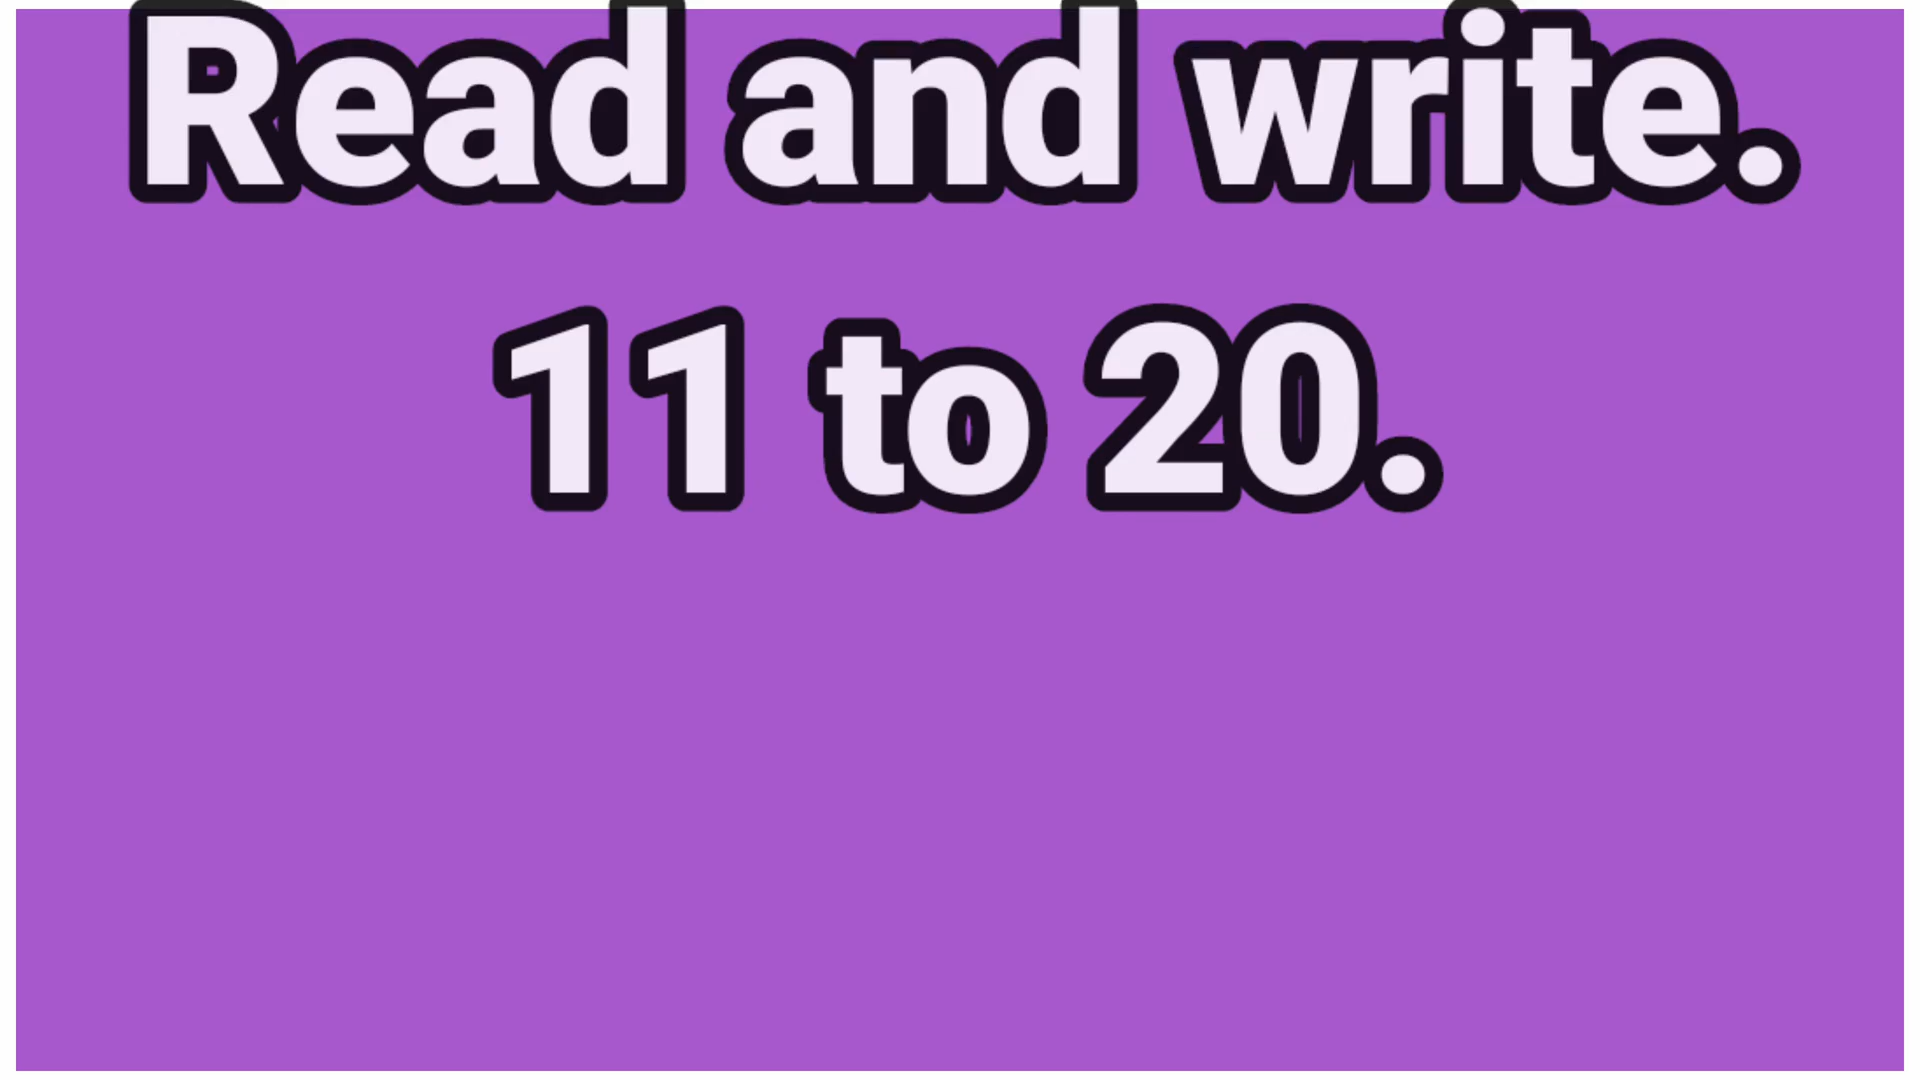 Read and write.
11 to 20.